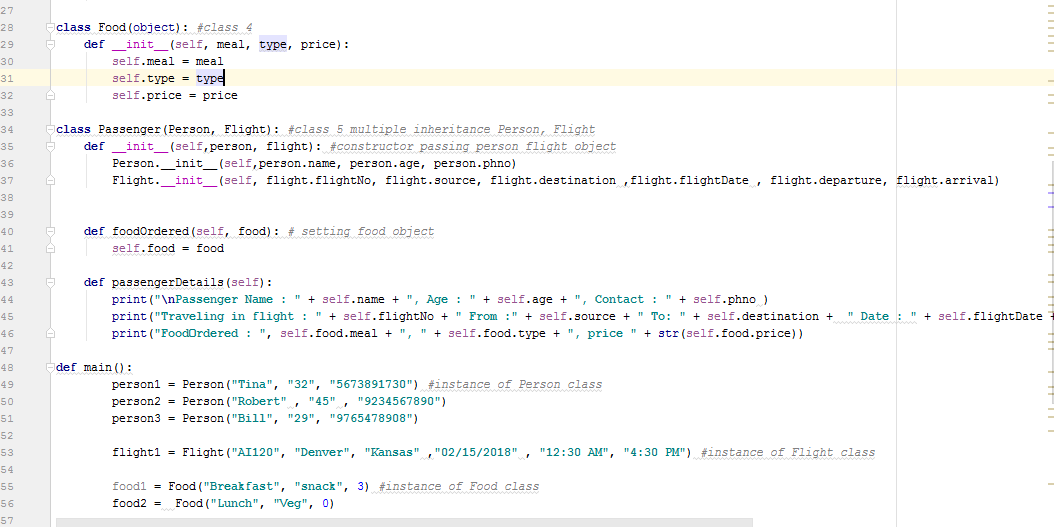 27
28 class Food(object): #class 4
29 def __init__(self, meal, type, price):
30 self.meal = meal
31 self.type = type
32 self.price = price
33
34 class Passenger(Person, Flight): #class 5 multiple inheritance Person, Flight
35 def __init__(self,person, flight): #constructor passing person flight object
36 Person.__init__(self,person.name, person.age, person.phno)
37 Flight.__init__(self, flight.flightNo, flight.source, flight.destination ,flight.flightDate , flight.departure, flight.arrival)
38
39
40 def foodOrdered(self, food): # setting food object
41 self.food = food
42
43 def passengerDetails(self):
44 print("\nPassenger Name : " + self.name + ", Age : " + self.age + ", Contact : " + self.phno )
45 print("Traveling in flight : " + self.flightNo + " From :" + self.source + " To: " + self.destination +  " Date : " + self.flightDate +
46 print("FoodOrdered : ", self.food.meal + ", " + self.food.type + ", price " + str(self.food.price))
47
48 def main():
49 person1 = Person("Tina", "32", "5673891730") #instance of Person class
50 person2 = Person("Robert" , "45" , "9234567890")
51 person3 = Person("Bill", "29", "9765478908")
52
53 flight1 = Flight("AI120", "Denver", "Kansas" ,"02/15/2018" , "12:30 AM", "4:30 PM") #instance of Flight class
54
55 food1 = Food("Breakfast", "snack", 3) #instance of Food class
56 food2 =  Food("Lunch", "Veg", 0)
57